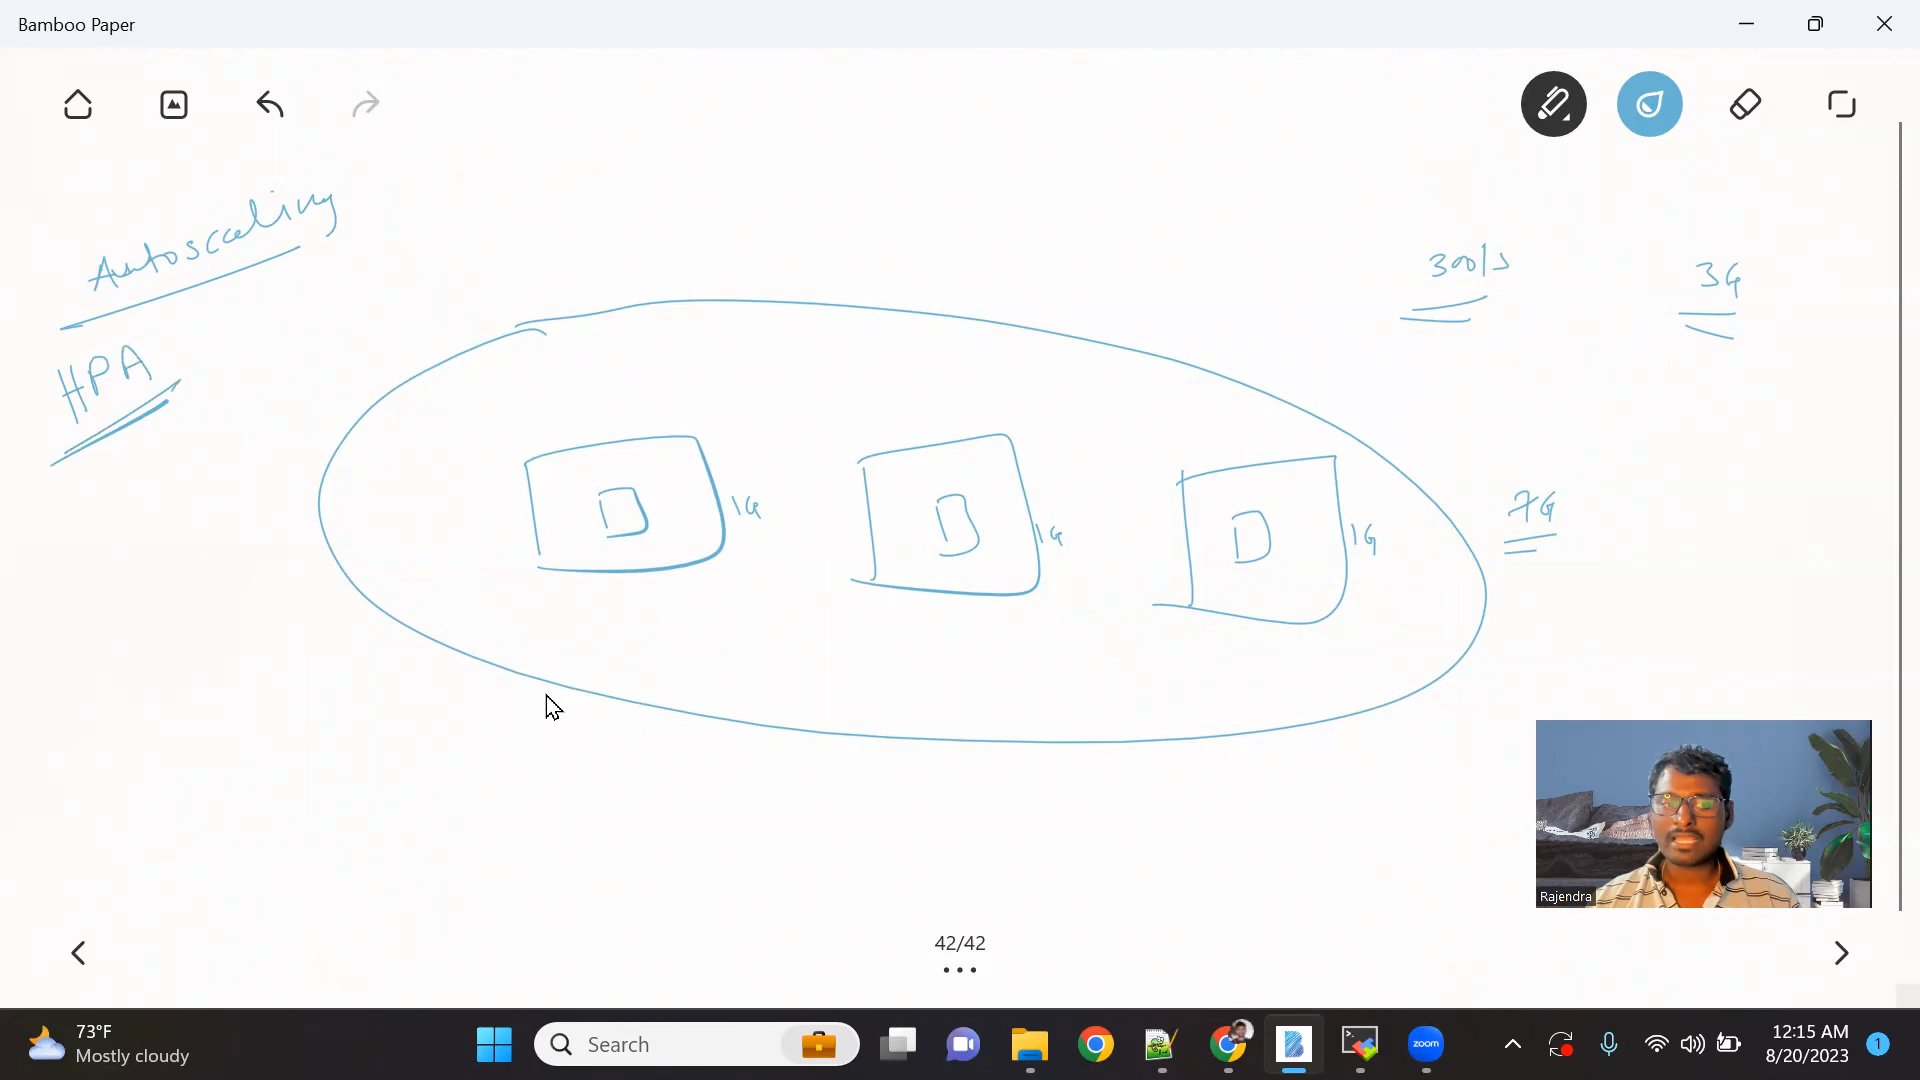 Bamboo Paper
Autoscaling
HPA
300/s
3G
D
1G
D
1G
D
1G
7G
Rajendra
42/42
73°F
Mostly cloudy
Search
zoom
12:15 AM
8/20/2023
1